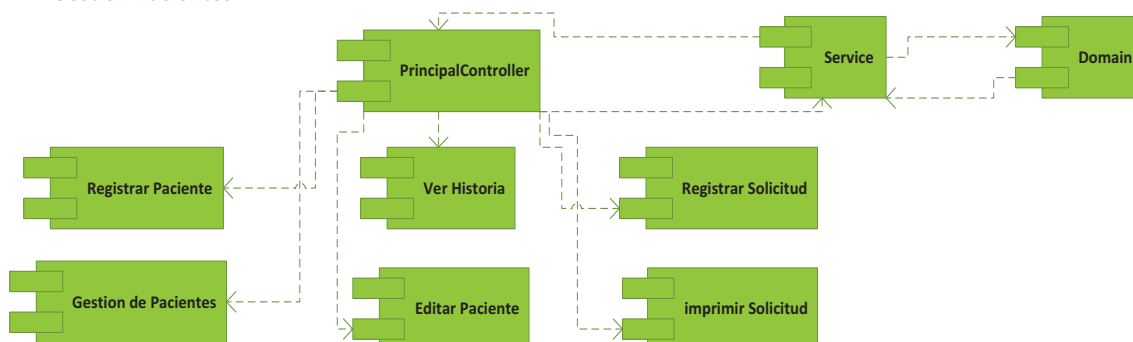 PrincipalController
Service
Domain
Registrar Paciente
Ver Historia
Registrar Solicitud
Gestion de Pacientes
Editar Paciente
imprimir Solicitud